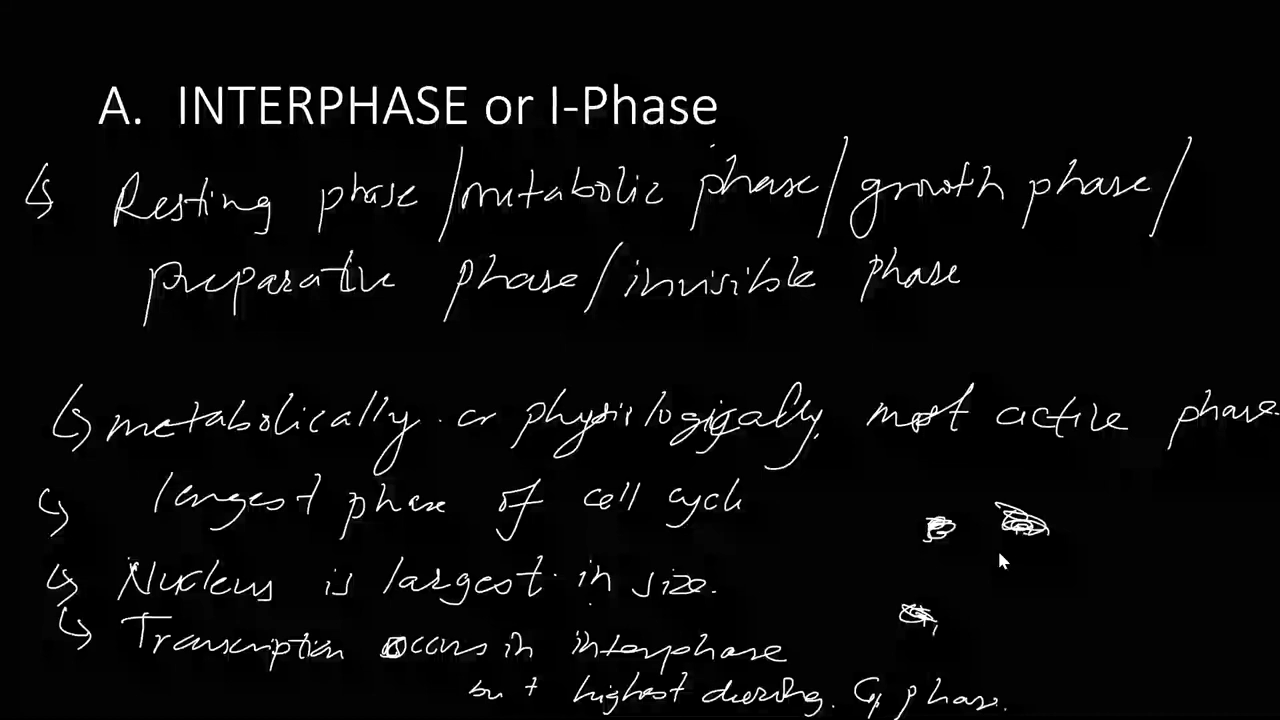 A. INTERPHASE or I-Phase
↳ Resting phase/metabolic phase/growth phase/
preparative phase/invisible phase
↳ metabolically or physiologically most active phase
↳ longest phase of cell cycle
↳ Nucleus is largest in size.
↳ Transcription occurs in interphase
but highest during G₁ phase.